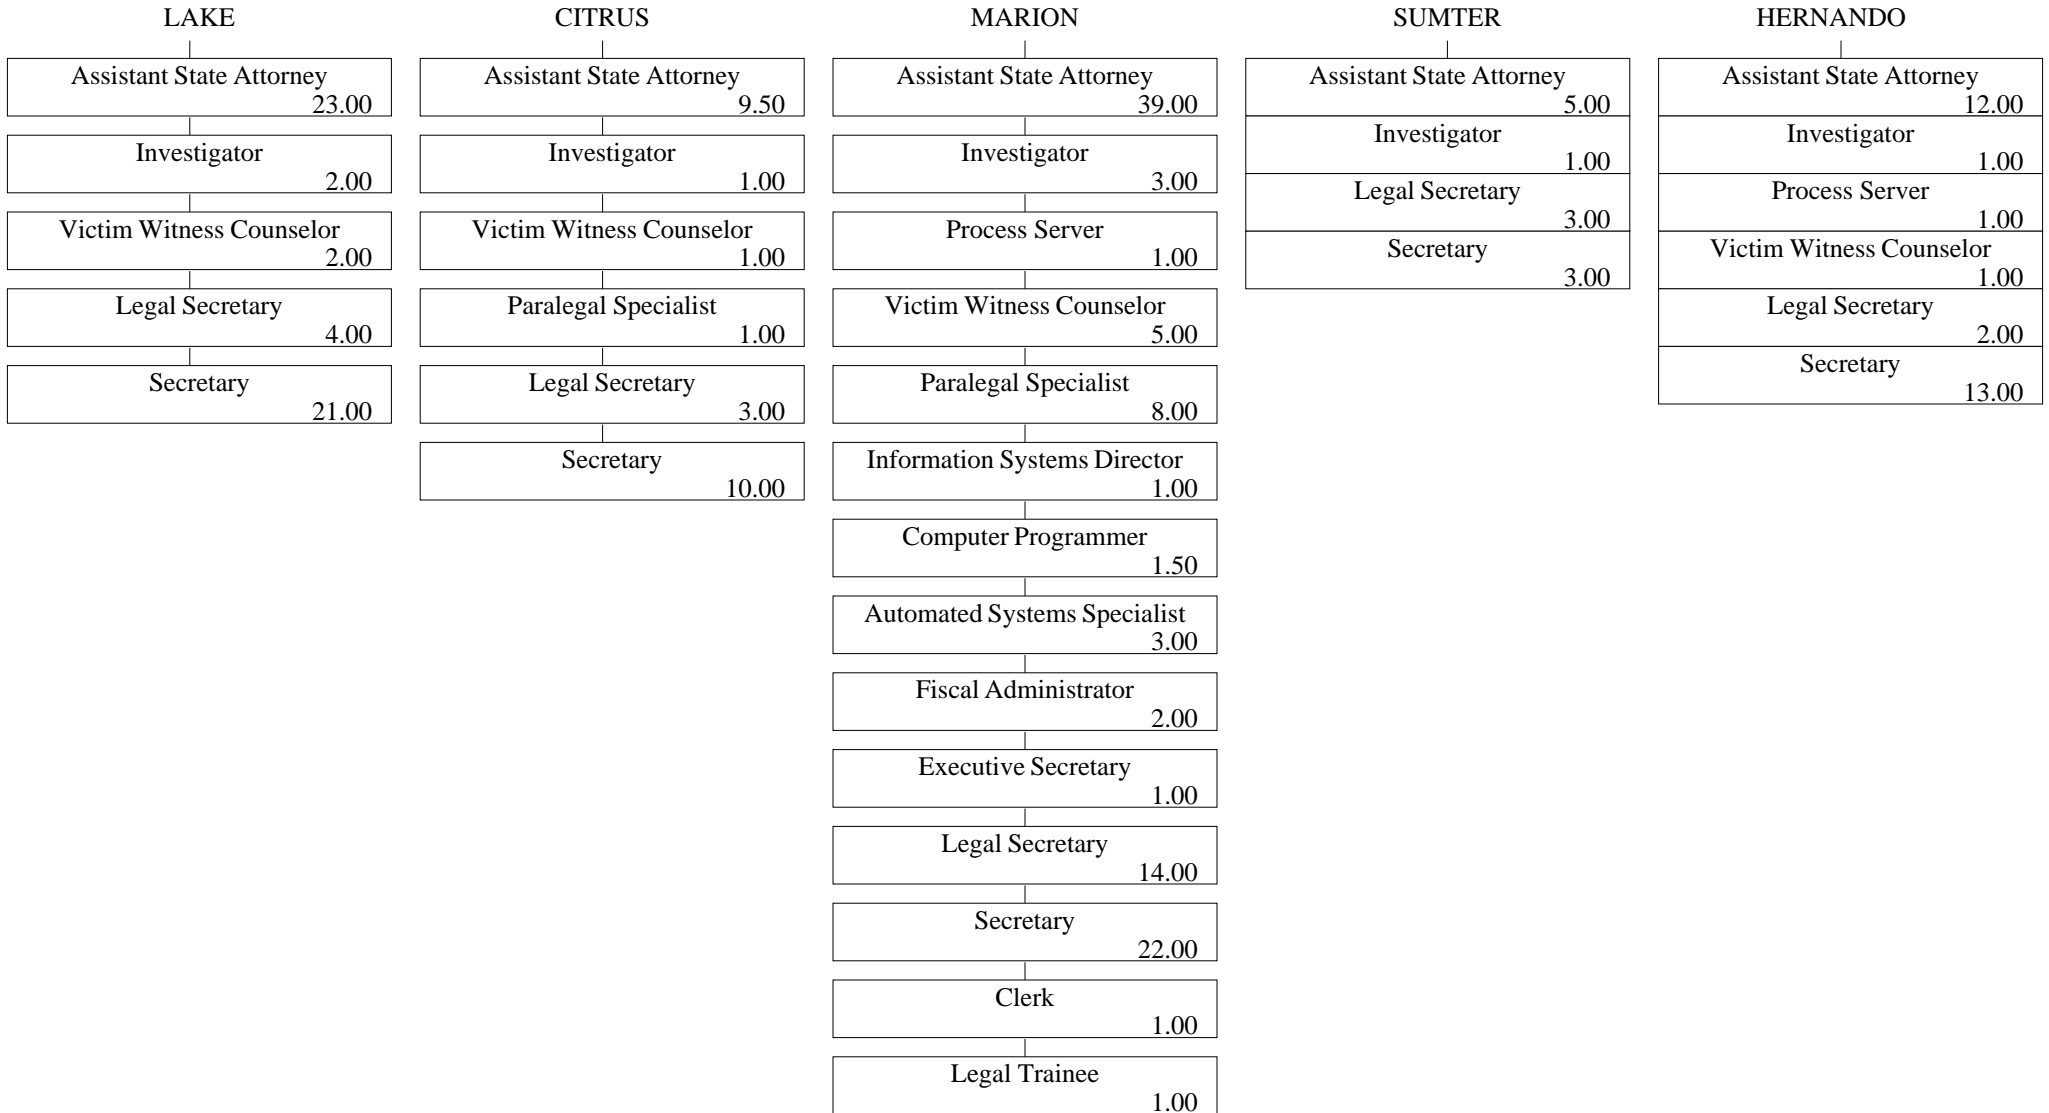 LAKE
Assistant State Attorney
23.00
Investigator
2.00
Victim Witness Counselor
2.00
Legal Secretary
4.00
Secretary
21.00
CITRUS
Assistant State Attorney
9.50
Investigator
1.00
Victim Witness Counselor
1.00
Paralegal Specialist
1.00
Legal Secretary
3.00
Secretary
10.00
MARION
Assistant State Attorney
39.00
Investigator
3.00
Process Server
1.00
Victim Witness Counselor
5.00
Paralegal Specialist
8.00
Information Systems Director
1.00
Computer Programmer
1.50
Automated Systems Specialist
3.00
Fiscal Administrator
2.00
Executive Secretary
1.00
Legal Secretary
14.00
Secretary
22.00
Clerk
1.00
Legal Trainee
1.00
SUMTER
Assistant State Attorney
5.00
Investigator
1.00
Legal Secretary
3.00
Secretary
3.00
HERNANDO
Assistant State Attorney
12.00
Investigator
1.00
Process Server
1.00
Victim Witness Counselor
1.00
Legal Secretary
2.00
Secretary
13.00